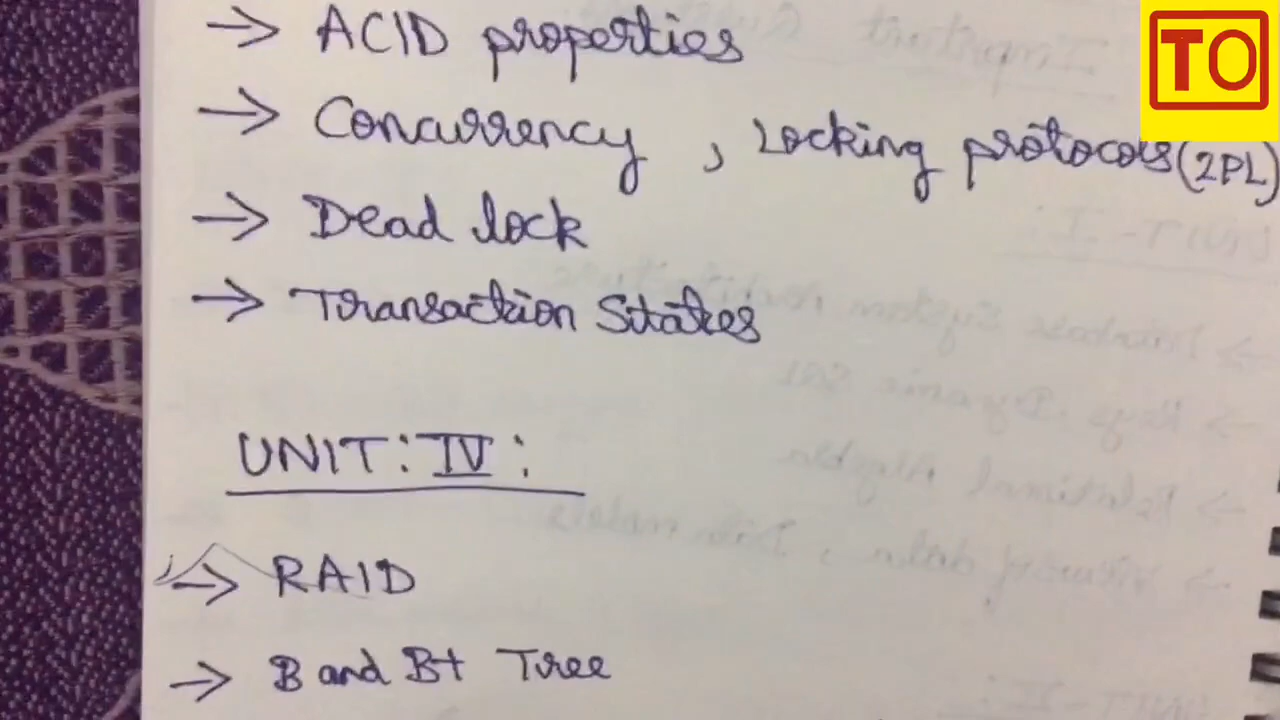 → ACID properties
TO
→ Concurrency , Locking protocols (2PL)
→ Dead lock
→ Transaction States
UNIT: IV :
→ RAID
→ B and B+ Tree